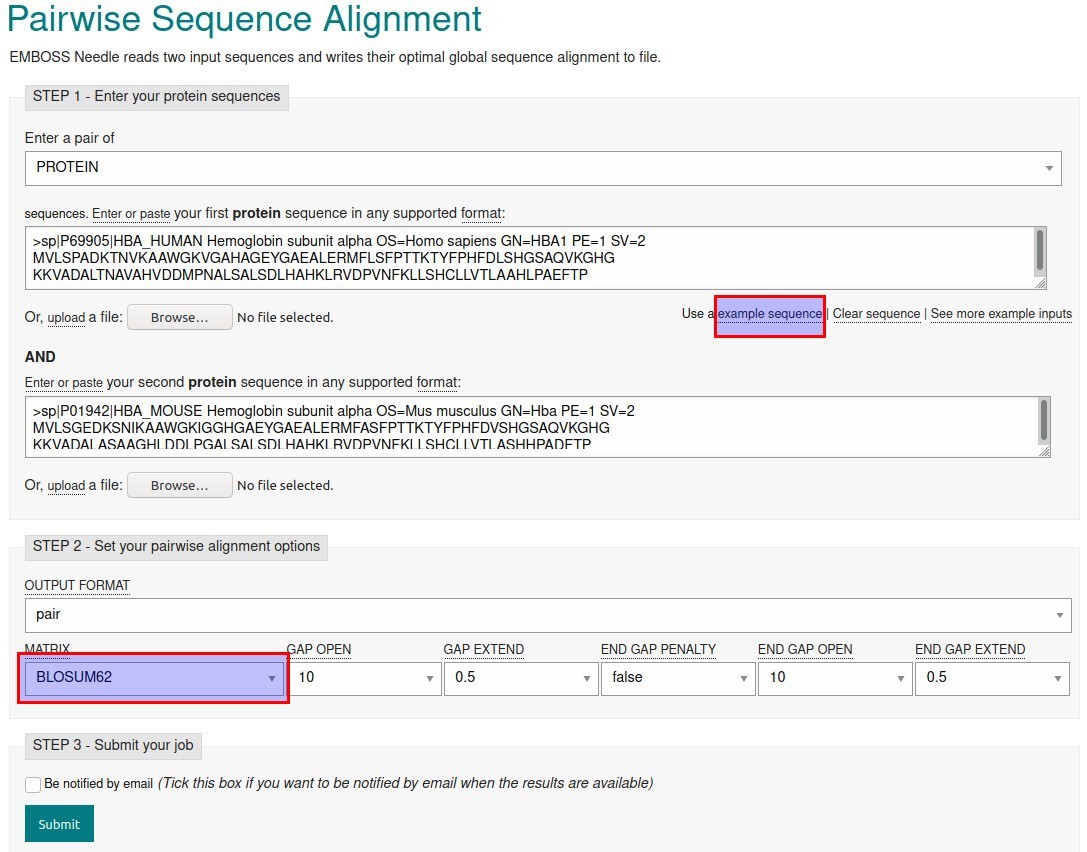 Pairwise Sequence Alignment
EMBOSS Needle reads two input sequences and writes their optimal global sequence alignment to file.
STEP 1 - Enter your protein sequences
Enter a pair of
PROTEIN
sequences. Enter or paste your first protein sequence in any supported format:
>sp|P69905|HBA_HUMAN Hemoglobin subunit alpha OS=Homo sapiens GN=HBA1 PE=1 SV=2
MVLSPADKTNVKAAWGKVGAHAGEYGAEALERMFLSFPTTKTYFPHFDLSHGSAQVKGHG
KKVADALTNAVAHVDDMPNALSALSDLHAHKLRVDPVNFKLLSHCLLVTLAAHLPAEFTP
Or, upload a file: Browse... No file selected.
Use a example sequence | Clear sequence | See more example inputs
AND
Enter or paste your second protein sequence in any supported format:
>sp|P01942|HBA_MOUSE Hemoglobin subunit alpha OS=Mus musculus GN=Hba PE=1 SV=2
MVLSGEDKSNIKAAWGKIGGHGAEYGAEALERMFASFPTTKTYFPHFDVSHGSAQVKGHG
KKVADALASAAGHLDDLPGALSALSDLHAHKLRVDPVNFKLLSHCLLVTLASHHPADFTP
Or, upload a file: Browse... No file selected.
STEP 2 - Set your pairwise alignment options
OUTPUT FORMAT
pair
MATRIX GAP OPEN GAP EXTEND END GAP PENALTY END GAP OPEN END GAP EXTEND
BLOSUM62 10 0.5 false 10 0.5
STEP 3 - Submit your job
Be notified by email (Tick this box if you want to be notified by email when the results are available)
Submit